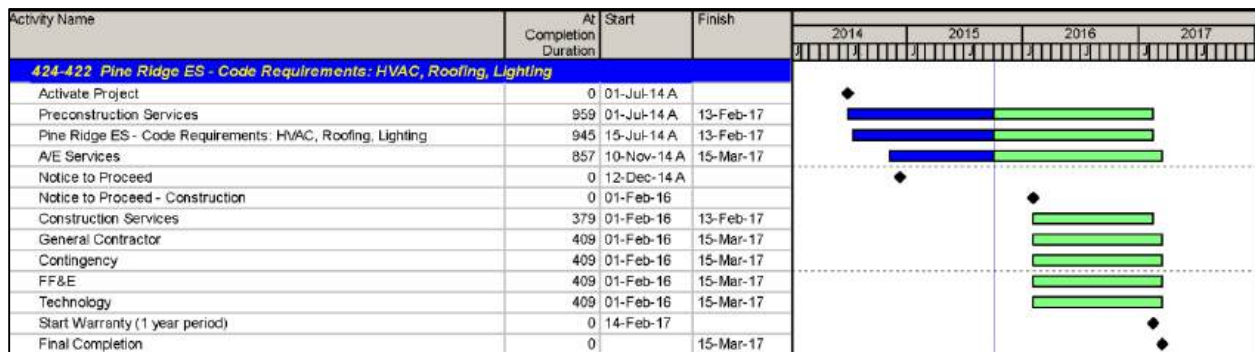 Activity Name At Start Finish
Completion
Duration
2014 2015 2016 2017
J J J J J J J
424-422 Pine Ridge ES - Code Requirements: HVAC, Roofing, Lighting
Activate Project 0 01-Jul-14 A
Preconstruction Services 959 01-Jul-14 A 13-Feb-17
Pine Ridge ES - Code Requirements: HVAC, Roofing, Lighting 945 15-Jul-14 A 13-Feb-17
A/E Services 857 10-Nov-14 A 15-Mar-17
Notice to Proceed 0 12-Dec-14 A
Notice to Proceed - Construction 0 01-Feb-16
Construction Services 379 01-Feb-16 13-Feb-17
General Contractor 409 01-Feb-16 15-Mar-17
Contingency 409 01-Feb-16 15-Mar-17
FF&E 409 01-Feb-16 15-Mar-17
Technology 409 01-Feb-16 15-Mar-17
Start Warranty (1 year period) 0 14-Feb-17
Final Completion 0 15-Mar-17